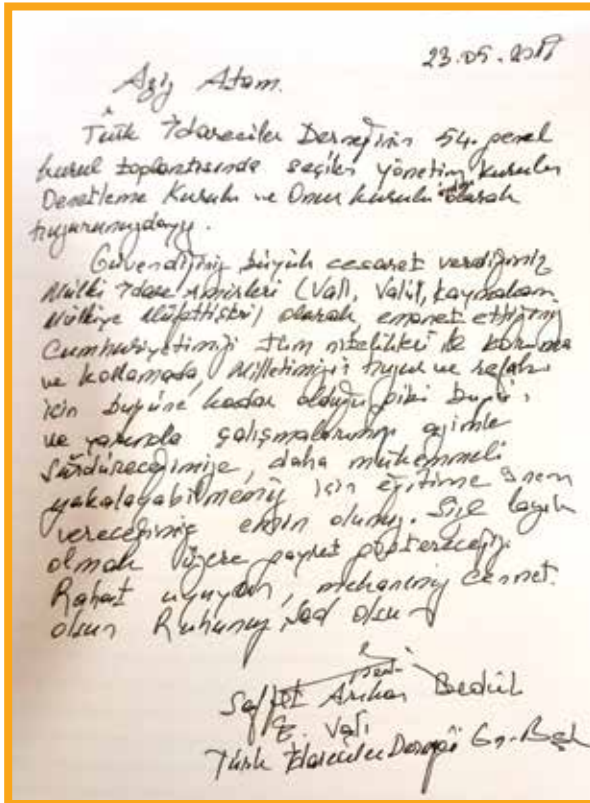 23.05.2018
Aziz Atam.
Türk İdareciler Derneğinin 54. genel
kurul toplantısında seçilen yönetim kurulu
Denetleme Kurulu ve Onur kurulu olarak
huzurunuzdayız.
Güvendiğiniz, büyük cesaret verdiğiniz
Mülki İdare Amirleri (Vali, Valiyrd, Kaymakam
Mülkiye Müfettişleri) olarak emanet ettiğiniz
Cumhuriyetimizi tüm nitelikleri ile koruma
ve kollamada, Milletimizin huzur ve refahı
için bugüne kadar olduğu gibi bugün
ve yarında çalışmalarımızı azimle
sürdüreceğimize, daha mükemmeli
yakalayabilmemiz için eğitime önem
vereceğimize emin olunuz. Size layık
olmak üzere gayret göstereceğiz.
Rahat uyuyun, mekanınız cennet
olsun Ruhunuz Şad olsun
Saffet Arıkan Bedük
E. Vali
Türk İdareciler Derneği Gn. Bşk